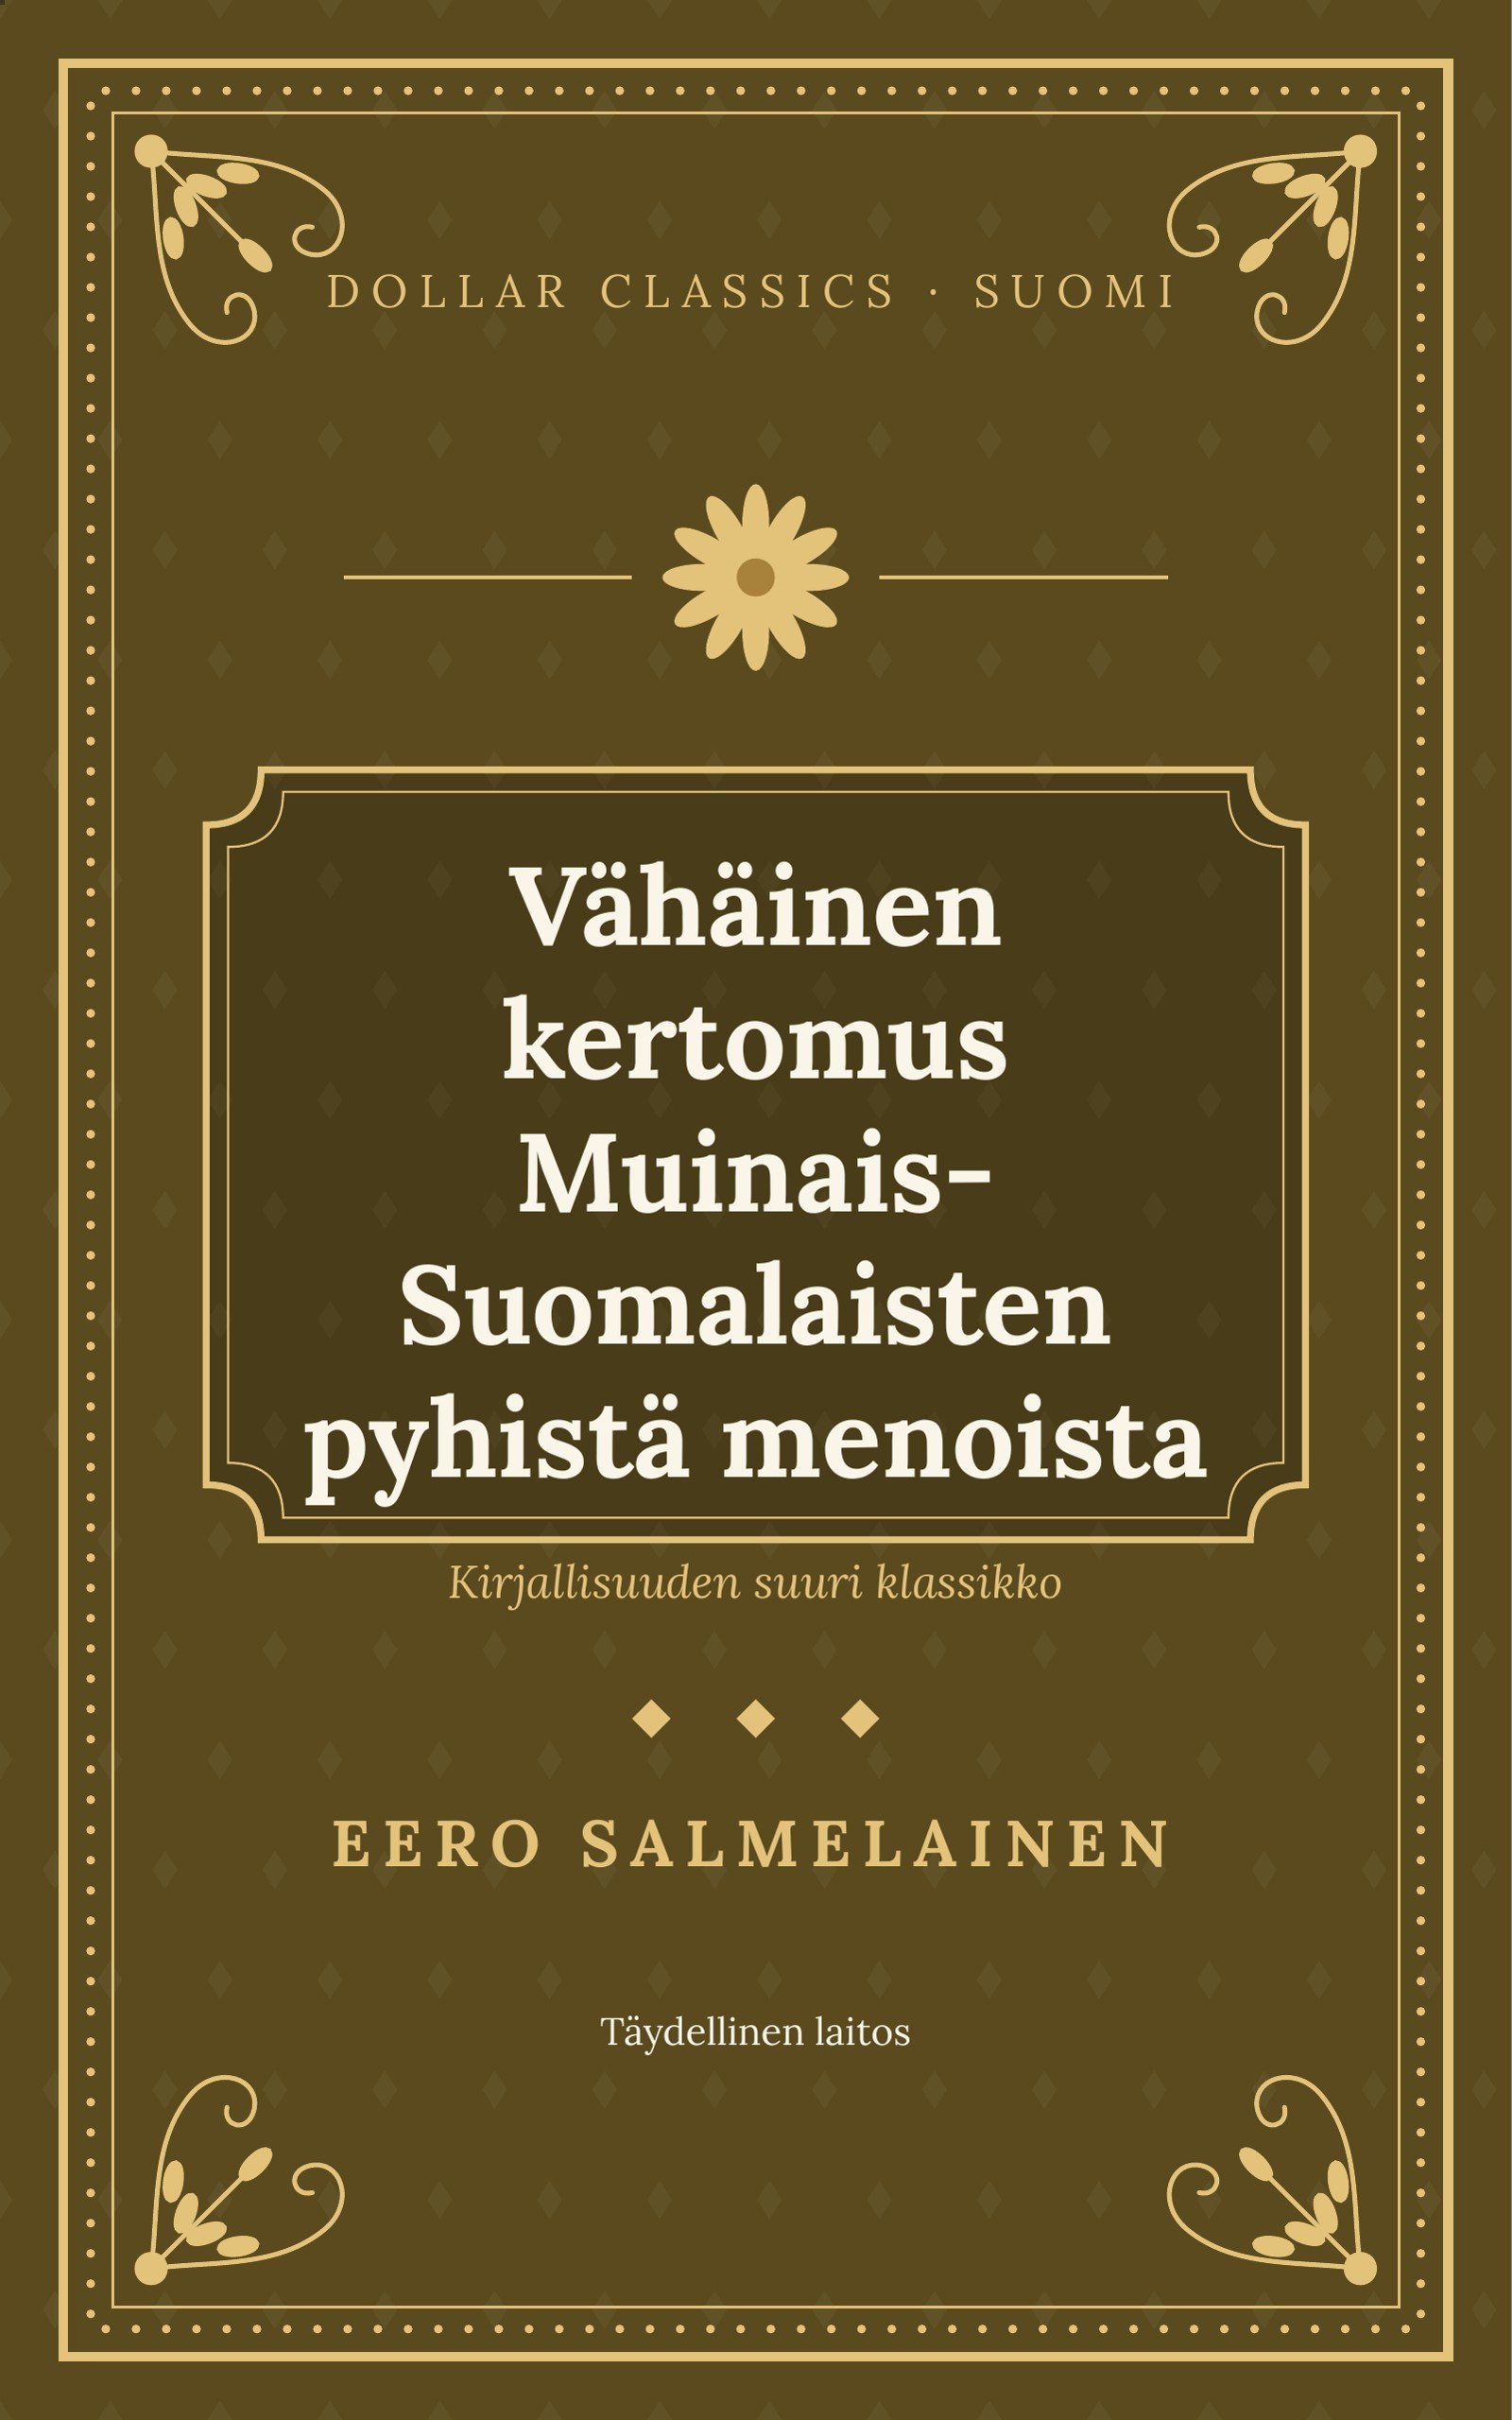 DOLLAR CLASSICS · SUOMI
Vähäinen
kertomus
Muinais-
Suomalaisten
pyhistä menoista
Kirjallisuuden suuri klassikko
EERO SALMELAINEN
Täydellinen laitos